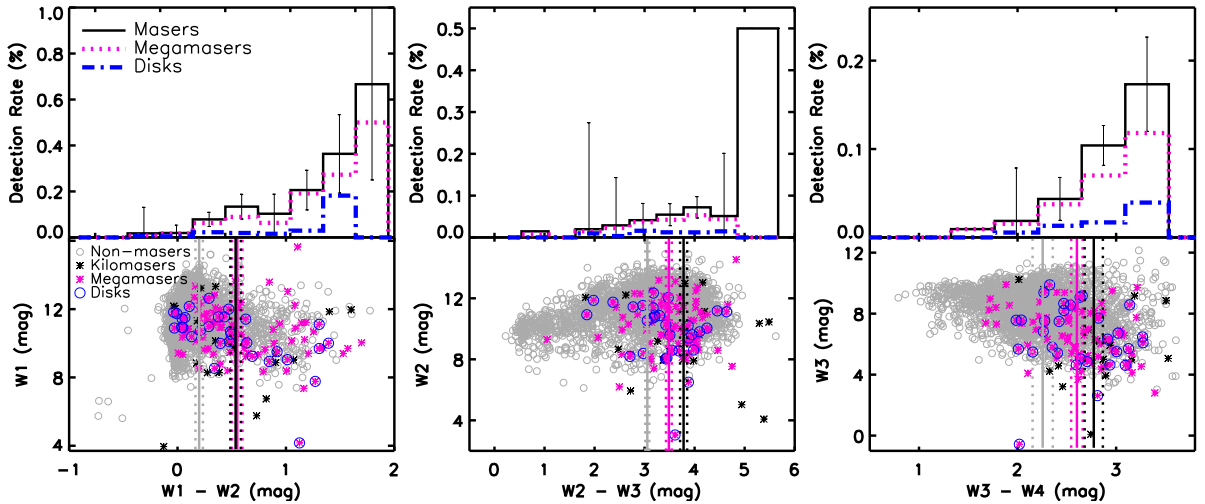 Detection Rate (%)
1.0
0.8
0.6
0.4
0.2
0.0
Masers
Megamasers
Disks
W1 (mag)
12
8
4
Non-masers
Kilomasers
Megamasers
Disks
-1
0
1
2
W1 - W2 (mag)
Detection Rate (%)
0.5
0.4
0.3
0.2
0.1
0.0
W2 (mag)
12
8
4
0
1
2
3
4
5
6
W2 - W3 (mag)
Detection Rate (%)
0.2
0.1
0.0
W3 (mag)
12
8
4
0
1
2
3
W3 - W4 (mag)